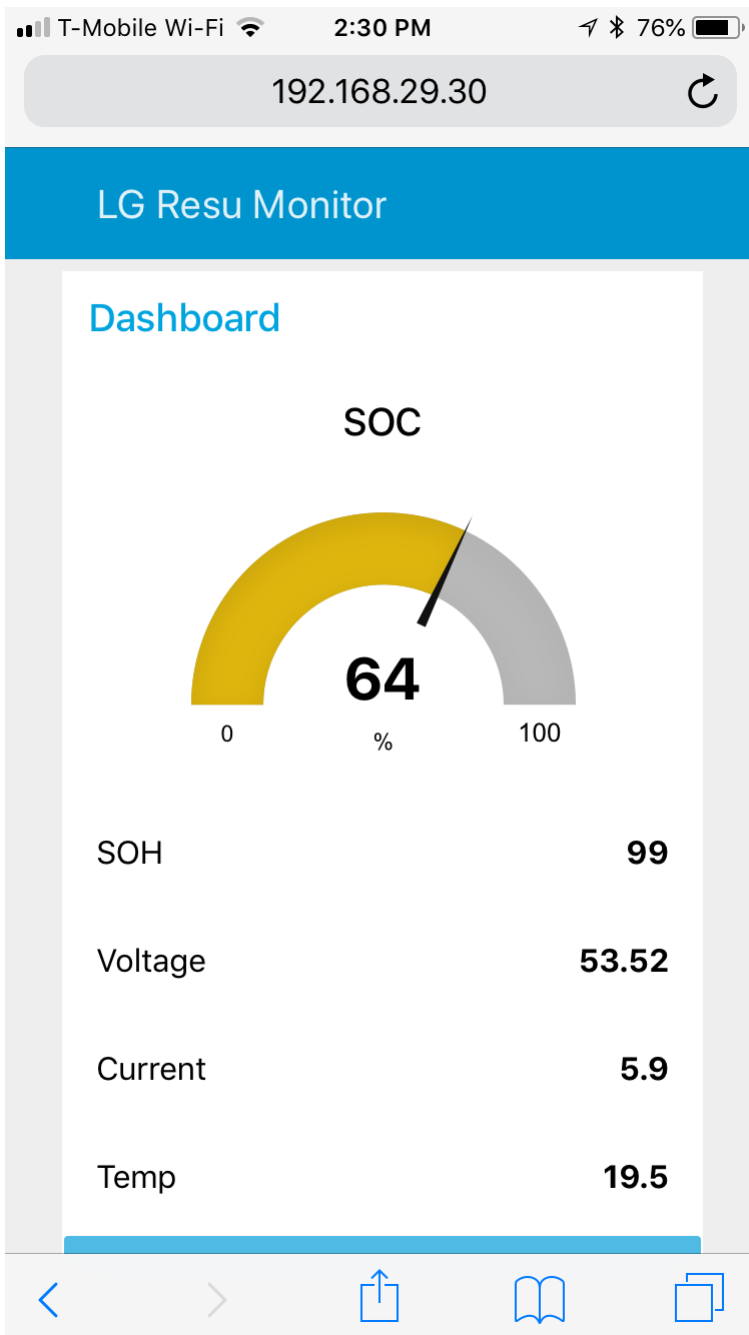 T-Mobile Wi-Fi 2:30 PM 76%
192.168.29.30
LG Resu Monitor
Dashboard
SOC
64
0 % 100
SOH 99
Voltage 53.52
Current 5.9
Temp 19.5